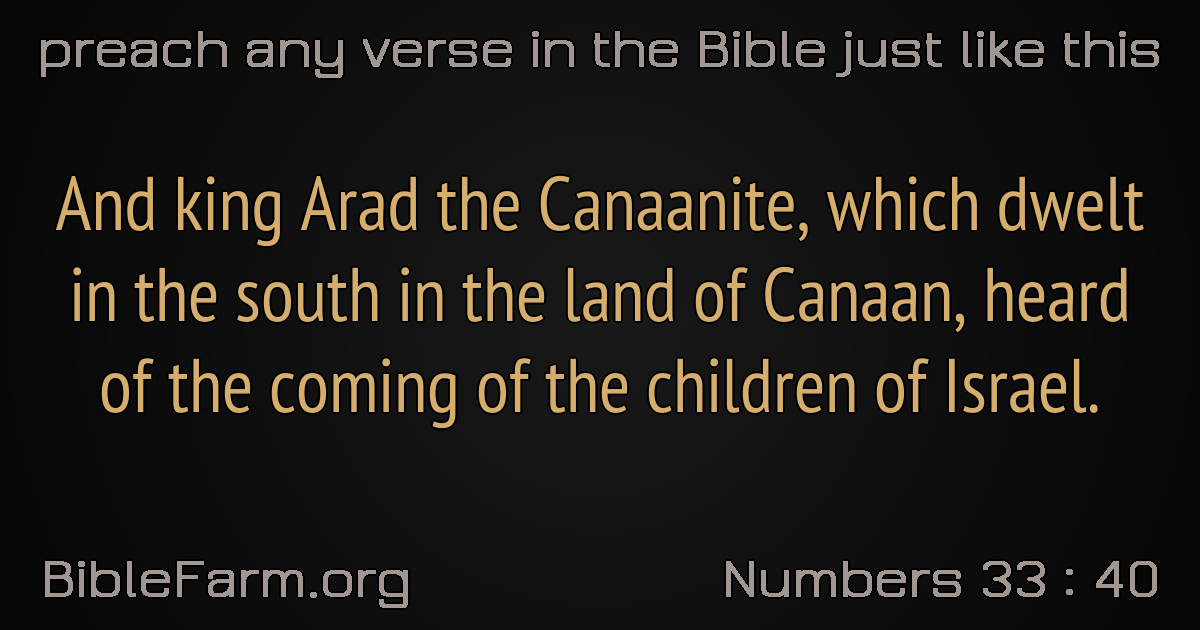 preach any verse in the Bible just like this
And king Arad the Canaanite, which dwelt
in the south in the land of Canaan, heard
of the coming of the children of Israel.
BibleFarm.org
Numbers 33 : 40